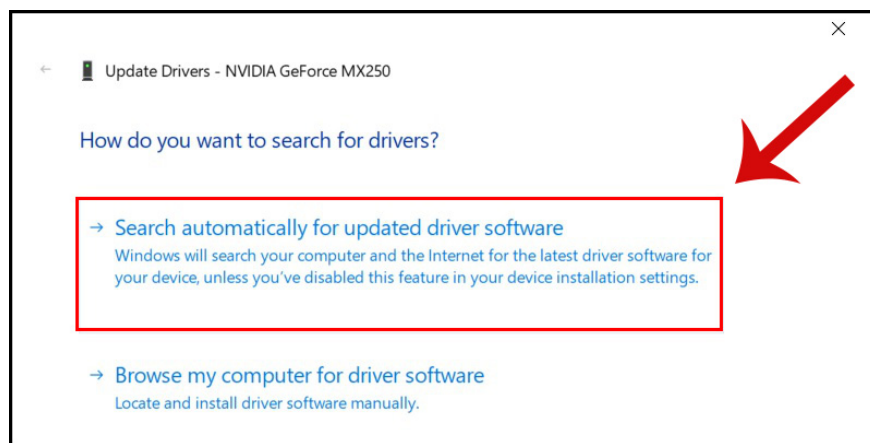 Update Drivers - NVIDIA GeForce MX250
How do you want to search for drivers?
Search automatically for updated driver software
Windows will search your computer and the Internet for the latest driver software for
your device, unless you've disabled this feature in your device installation settings.
Browse my computer for driver software
Locate and install driver software manually.